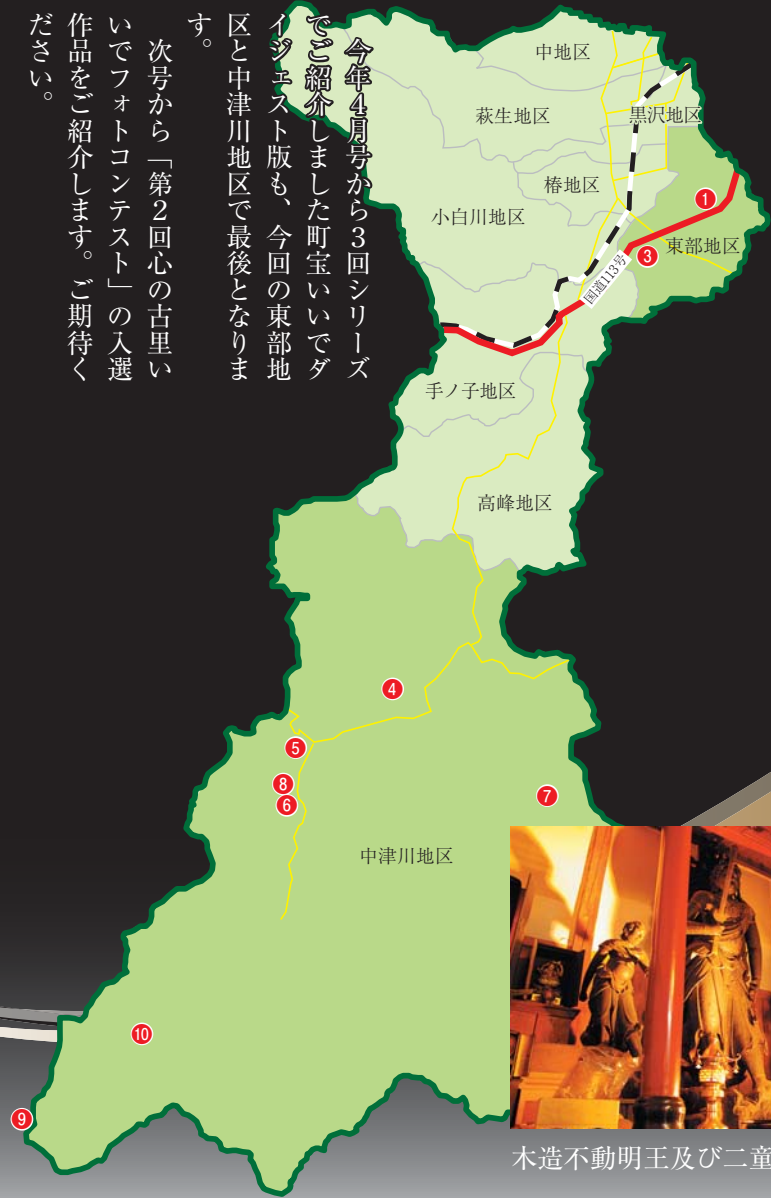 今年4月号から3回シリーズ
でご紹介しました町宝いいでダ
イジェスト版も、今回の東部地
区と中津川地区で最後となりま
す。
次号から「第2回心の古里い
いでフォトコンテスト」の入選
作品をご紹介します。ご期待く
ださい。
中地区
萩生地区
黒沢地区
椿地区
小白川地区
1
東部地区
3
国道113号
手ノ子地区
高峰地区
4
5
8
6
7
中津川地区
10
9
木造不動明王及び二童